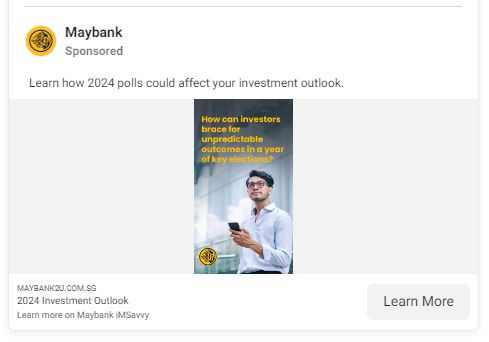 Maybank
Sponsored
Learn how 2024 polls could affect your investment outlook.
How can investors
brace for
unpredictable
outcomes in a year
of key elections?
MAYBANK2U.COM.SG
2024 Investment Outlook
Learn more on Maybank iMSavvy
Learn More